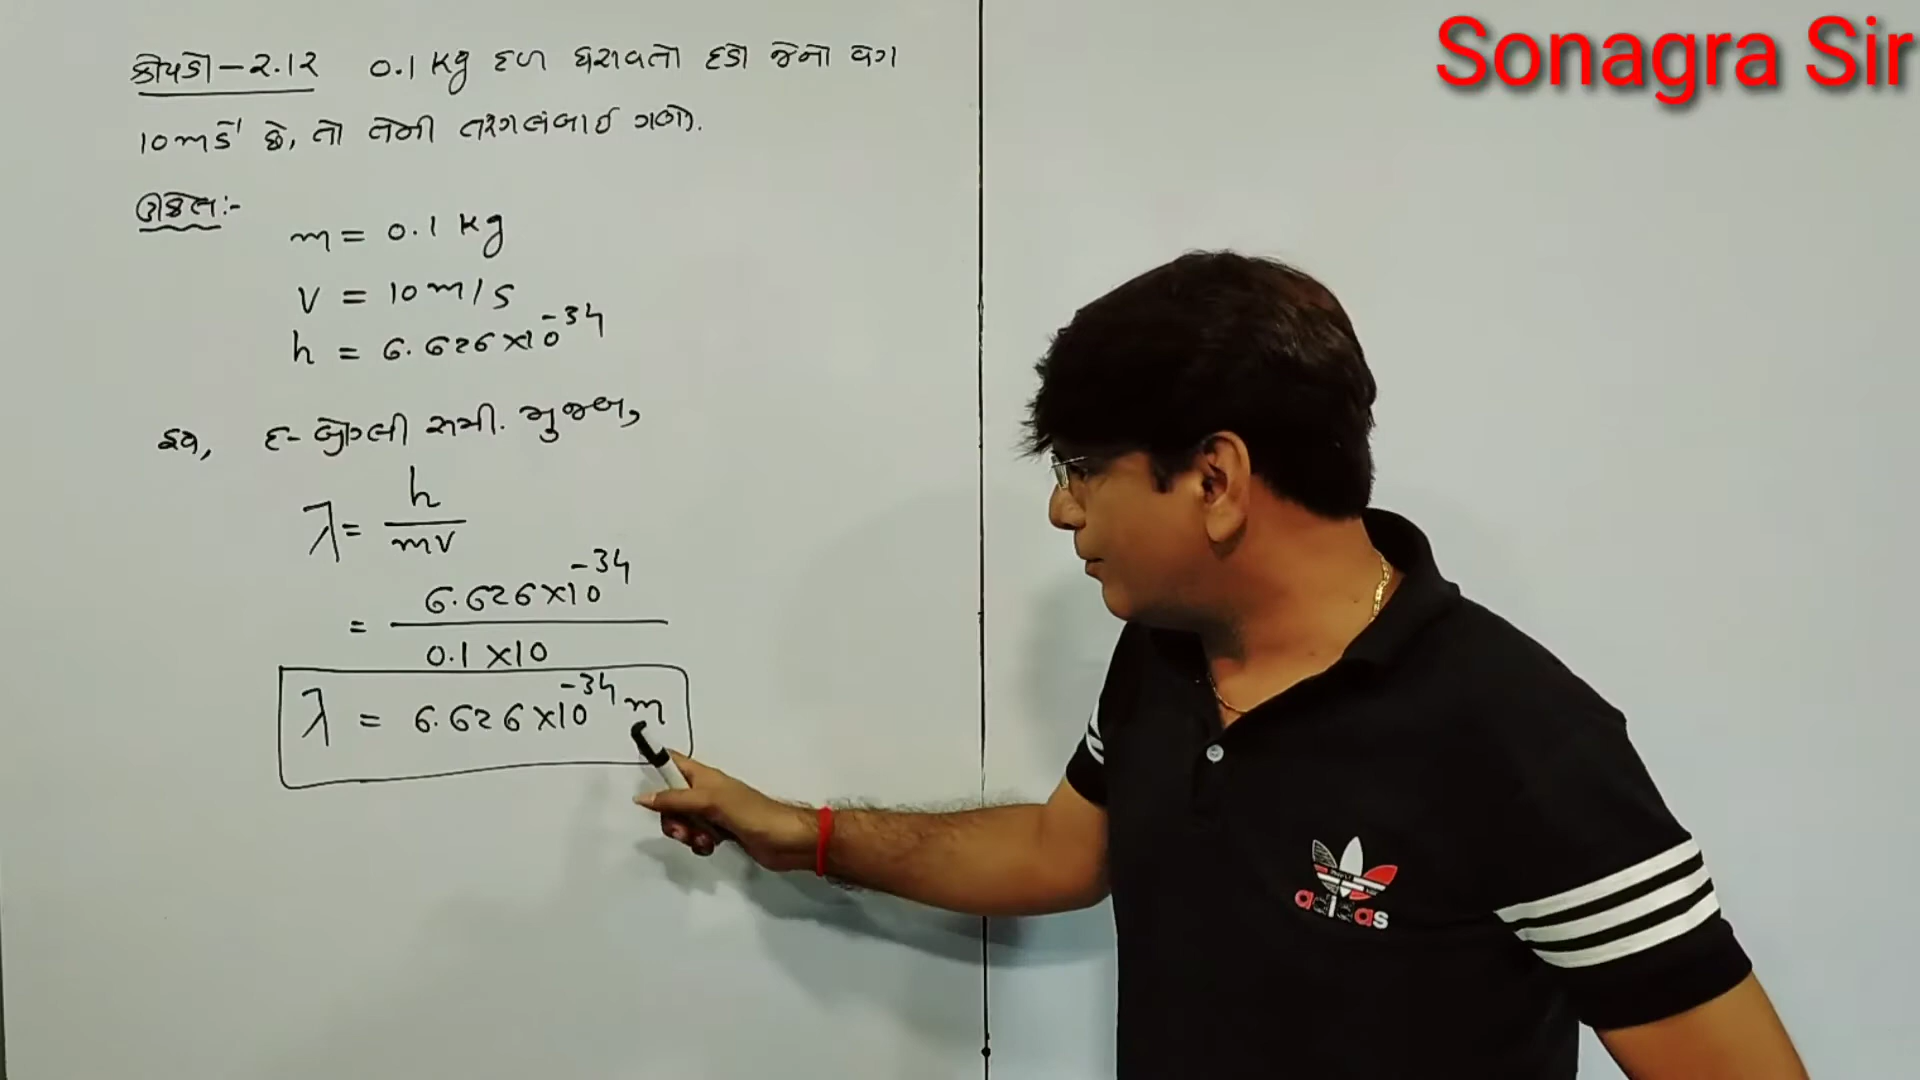 Sonagra Sir
કોયડો-2.12 0.1 kg દળ ધરાવતો દડો જેનો વેગ
10 ms⁻¹ છે, તો તેની તરંગલંબાઈ ગણો.
ઉકેલ:-
m = 0.1 kg
v = 10 m/s
h = 6.626×10⁻³⁴
હવે, દ-બ્રોગ્લી સમી. મુજબ,
λ = h/mv
= 6.626×10⁻³⁴ / 0.1×10
λ = 6.626×10⁻³⁴ m
adidas